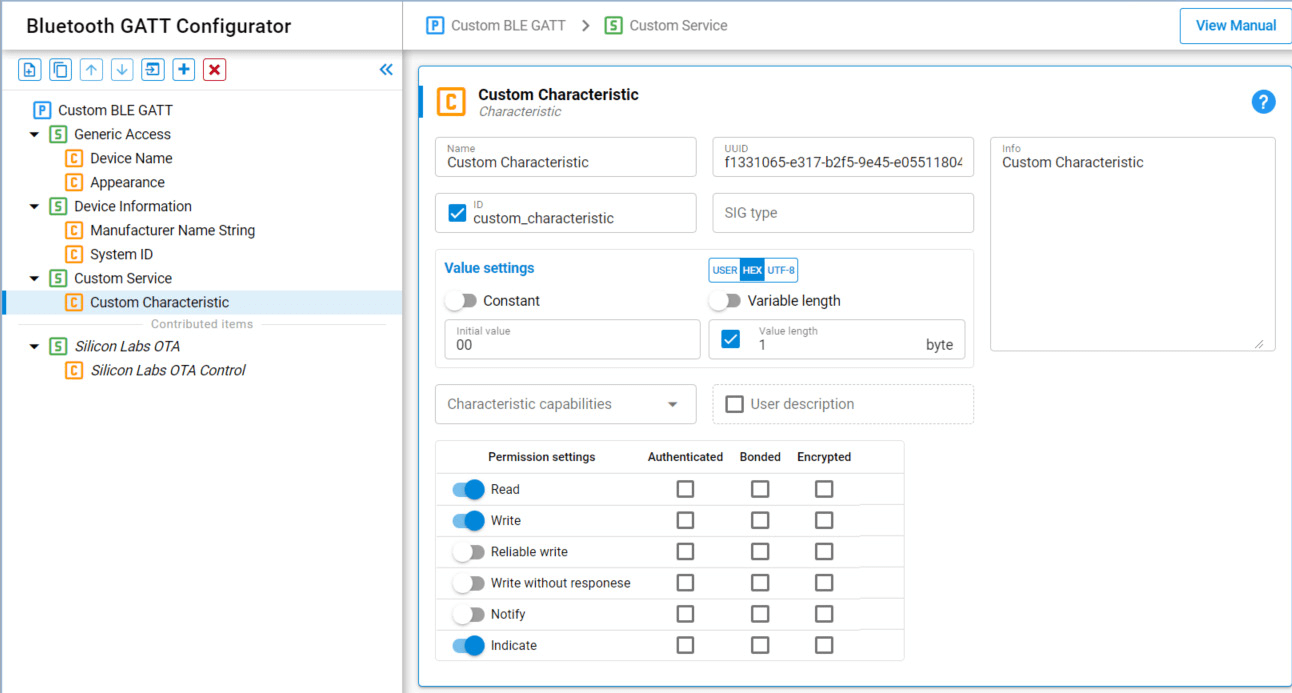 Bluetooth GATT Configurator
P Custom BLE GATT > S Custom Service
View Manual
P Custom BLE GATT
S Generic Access
C Device Name
C Appearance
S Device Information
C Manufacturer Name String
C System ID
S Custom Service
C Custom Characteristic
Contributed items
S Silicon Labs OTA
C Silicon Labs OTA Control
C Custom Characteristic
Characteristic
?
Name
Custom Characteristic
UUID
f1331065-e317-b2f5-9e45-e05511804
Info
Custom Characteristic
ID
custom_characteristic
SIG type
Value settings
USER HEX UTF-8
Constant
Variable length
Initial value
00
Value length
1 byte
Characteristic capabilities
User description
Permission settings Authenticated Bonded Encrypted
Read
Write
Reliable write
Write without responese
Notify
Indicate